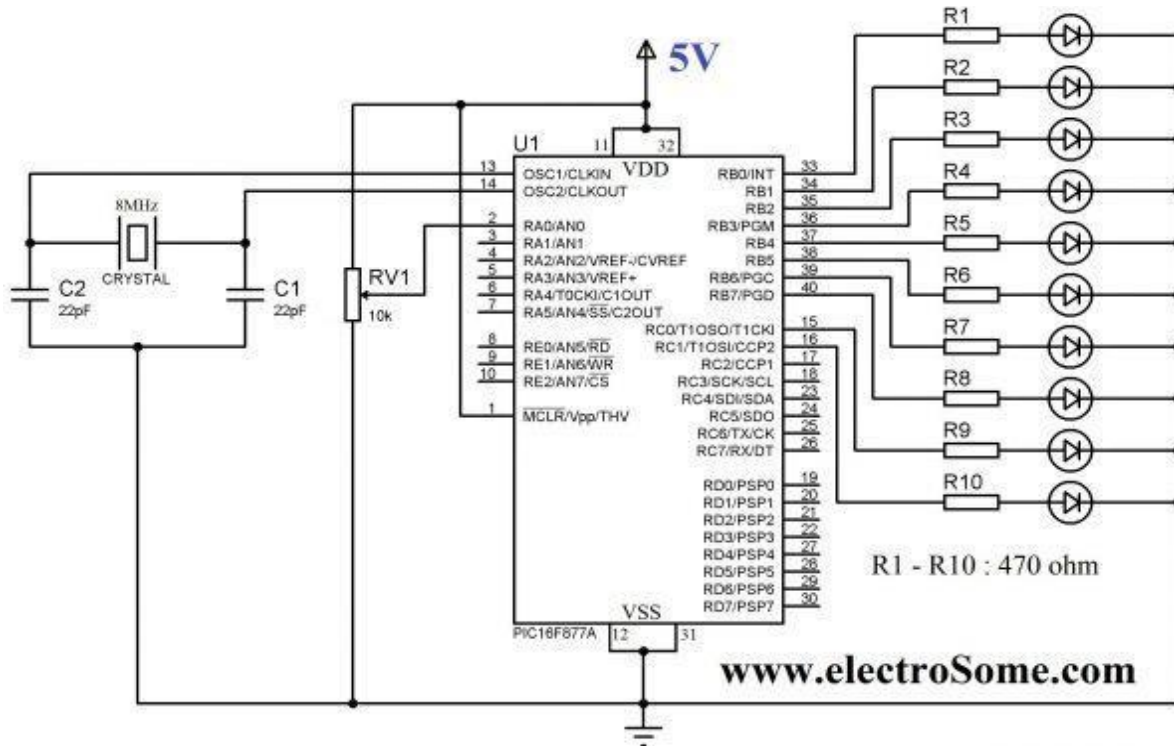 5V
U1
11
32
VDD
13
OSC1/CLKIN
14
OSC2/CLKOUT
2
RA0/AN0
3
RA1/AN1
4
RA2/AN2/VREF-/CVREF
5
RA3/AN3/VREF+
6
RA4/T0CKI/C1OUT
7
RA5/AN4/SS/C2OUT
8
RE0/AN5/RD
9
RE1/AN6/WR
10
RE2/AN7/CS
1
MCLR/Vpp/THV
RB0/INT
33
RB1
34
RB2
35
RB3/PGM
36
RB4
37
RB5
38
RB6/PGC
39
RB7/PGD
40
RC0/T1OSO/T1CKI
15
RC1/T1OSI/CCP2
16
RC2/CCP1
17
RC3/SCK/SCL
18
RC4/SDI/SDA
23
RC5/SDO
24
RC6/TX/CK
25
RC7/RX/DT
26
RD0/PSP0
19
RD1/PSP1
20
RD2/PSP2
21
RD3/PSP3
22
RD4/PSP4
27
RD5/PSP5
28
RD6/PSP6
29
RD7/PSP7
30
VSS
PIC16F877A
12
31
8MHz
CRYSTAL
C2
22pF
C1
22pF
RV1
10k
R1
R2
R3
R4
R5
R6
R7
R8
R9
R10
R1 - R10 : 470 ohm
www.electroSome.com